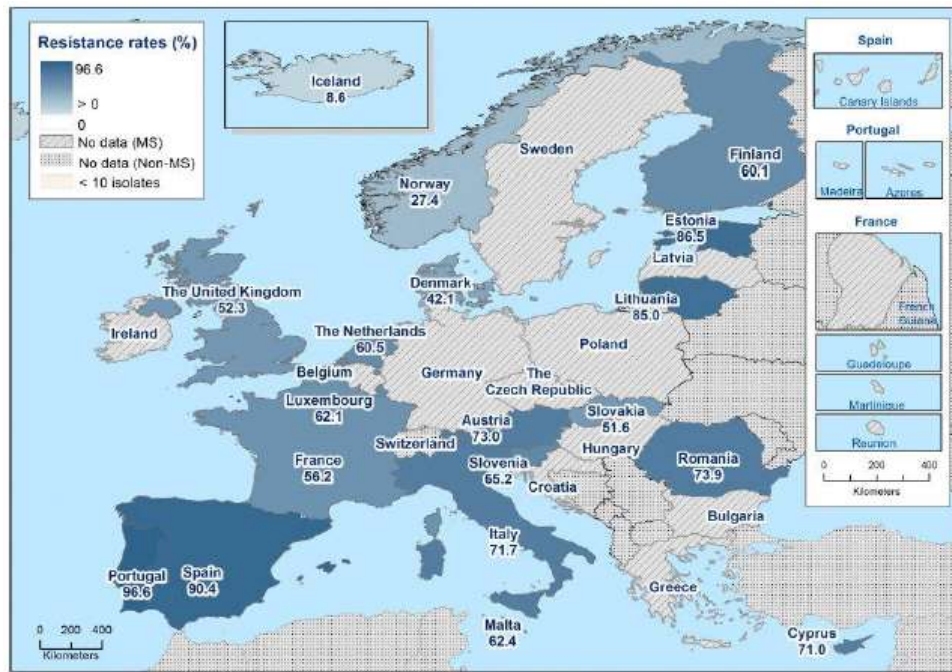 Resistance rates (%)
96.6
> 0
0
No data (MS)
No data (Non-MS)
< 10 isolates
Iceland
8.6
Sweden
Finland
60.1
Norway
27.4
Estonia
86.5
Latvia
Denmark
42.1
Lithuania
85.0
The United Kingdom
52.3
Ireland
The Netherlands
60.5
Poland
Belgium
Germany
The
Czech Republic
Luxembourg
62.1
Slovakia
51.6
Austria
73.0
Switzerland
Hungary
France
56.2
Slovenia
65.2
Romania
73.9
Croatia
Bulgaria
Italy
71.7
Portugal
96.6
Spain
90.4
Greece
Malta
62.4
Cyprus
71.0
0 200 400
Kilometers
Spain
Canary Islands
Portugal
Madeira
Azores
France
French
Guiana
Guadeloupe
Martinique
Reunion
0 200 400
Kilometers